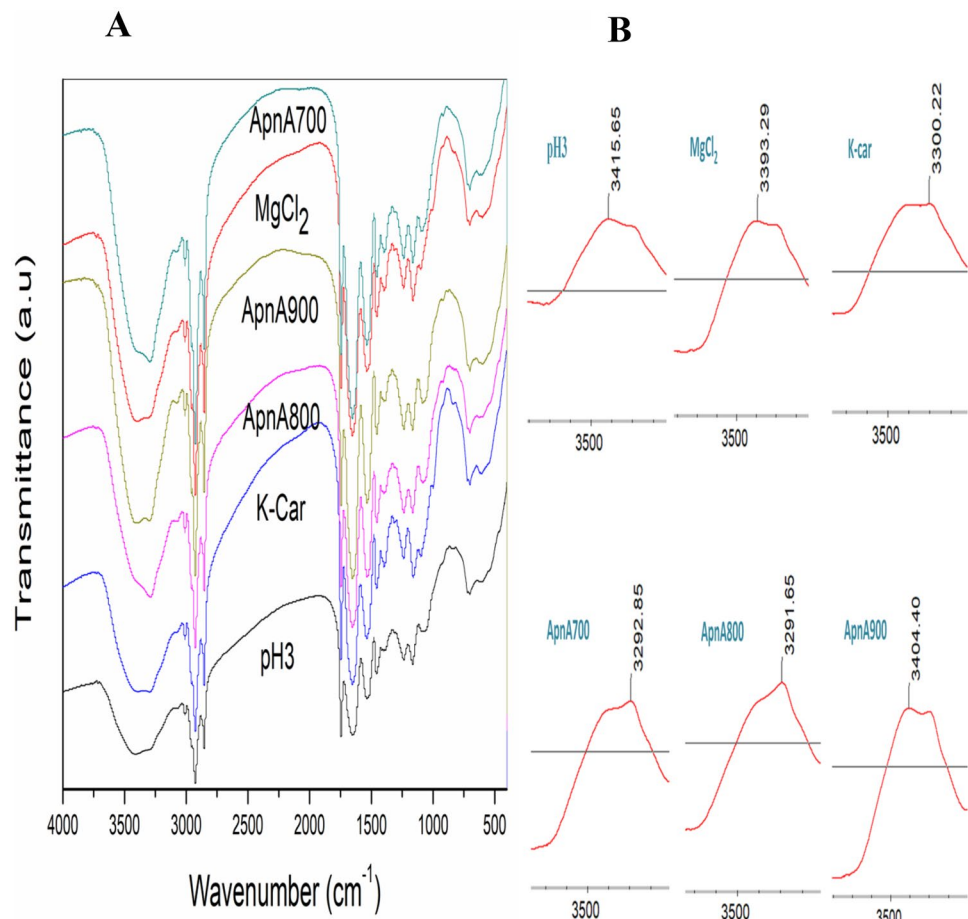 A
B
ApnA700
MgCl2
ApnA900
ApnA800
K-Car
pH3
Transmittance (a.u)
4000 3500 3000 2500 2000 1500 1000 500
Wavenumber (cm-1)
pH3
3415.65
3500
MgCl2
3393.29
3500
K-car
3300.22
3500
ApnA700
3292.85
3500
ApnA800
3291.65
3500
ApnA900
3404.40
3500